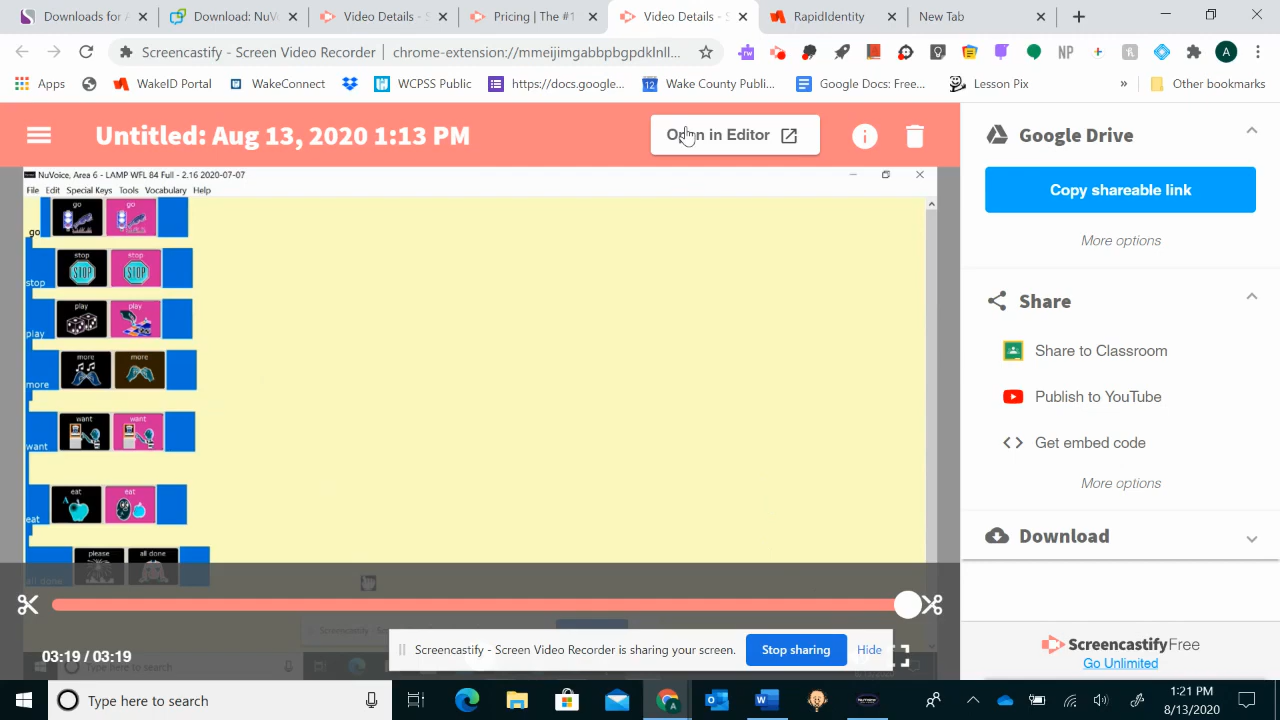 Downloads for A
Download: NuV
Video Details - S
Pricing | The #1
Video Details - S
RapidIdentity
New Tab
Screencastify - Screen Video Recorder
chrome-extension://mmeijimgabbpbgpdklnll...
Apps
WakeID Portal
WakeConnect
WCPSS Public
https://docs.google...
Wake County Publi...
Google Docs: Free...
Lesson Pix
»
Other bookmarks
Untitled: Aug 13, 2020 1:13 PM
Open in Editor
NuVoice, Area 6 - LAMP WFL 84 Full - 2.16 2020-07-07
File Edit Special Keys Tools Vocabulary Help
go go
go
stop stop
STOP STOP
stop
play play
play
more more
more
want want
want
eat eat
A
eat
please all done
all done
03:19 / 03:19
Screencastify - Screen Video Recorder is sharing your screen.
Stop sharing
Hide
Google Drive
Copy shareable link
More options
Share
Share to Classroom
Publish to YouTube
Get embed code
More options
Download
Screencastify Free
Go Unlimited
Type here to search
1:21 PM
8/13/2020